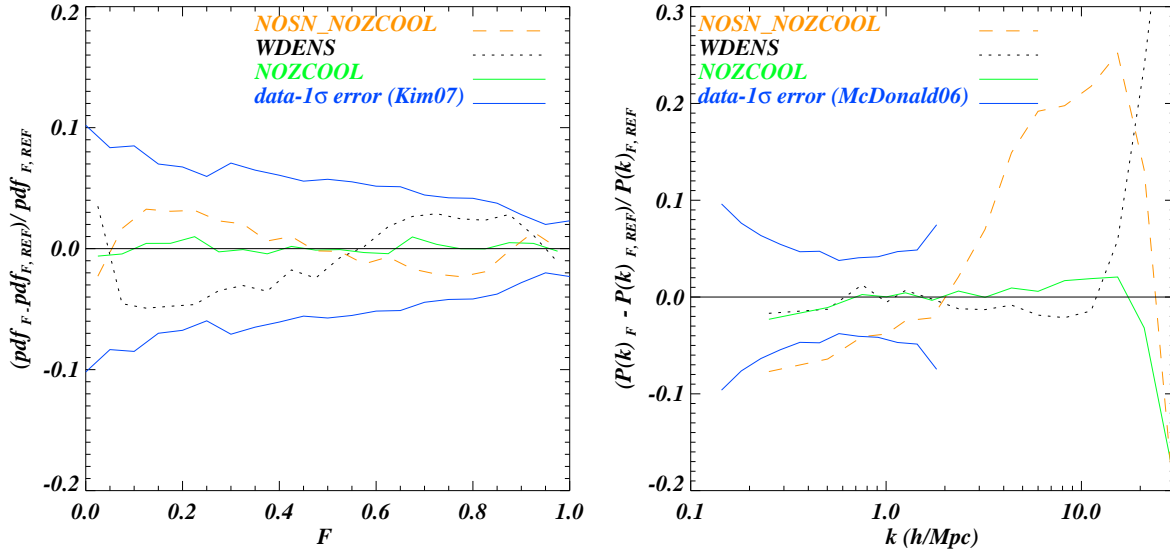 NOSN_NOZCOOL
WDENS
NOZCOOL
data-1σ error (Kim07)
0.2
0.1
0.0
-0.1
-0.2
(pdf F - pdf F, REF) / pdf F, REF
0.0 0.2 0.4 0.6 0.8 1.0
F
NOSN_NOZCOOL
WDENS
NOZCOOL
data-1σ error (McDonald06)
0.3
0.2
0.1
0.0
-0.1
-0.2
(P(k) F - P(k) F, REF) / P(k) F, REF
0.1 1.0 10.0
k (h/Mpc)